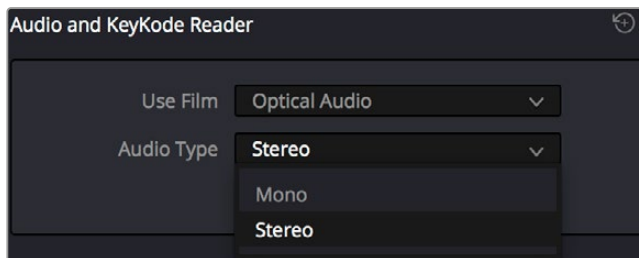 Audio and KeyKode Reader
Use Film Optical Audio
Audio Type Stereo
Mono
Stereo